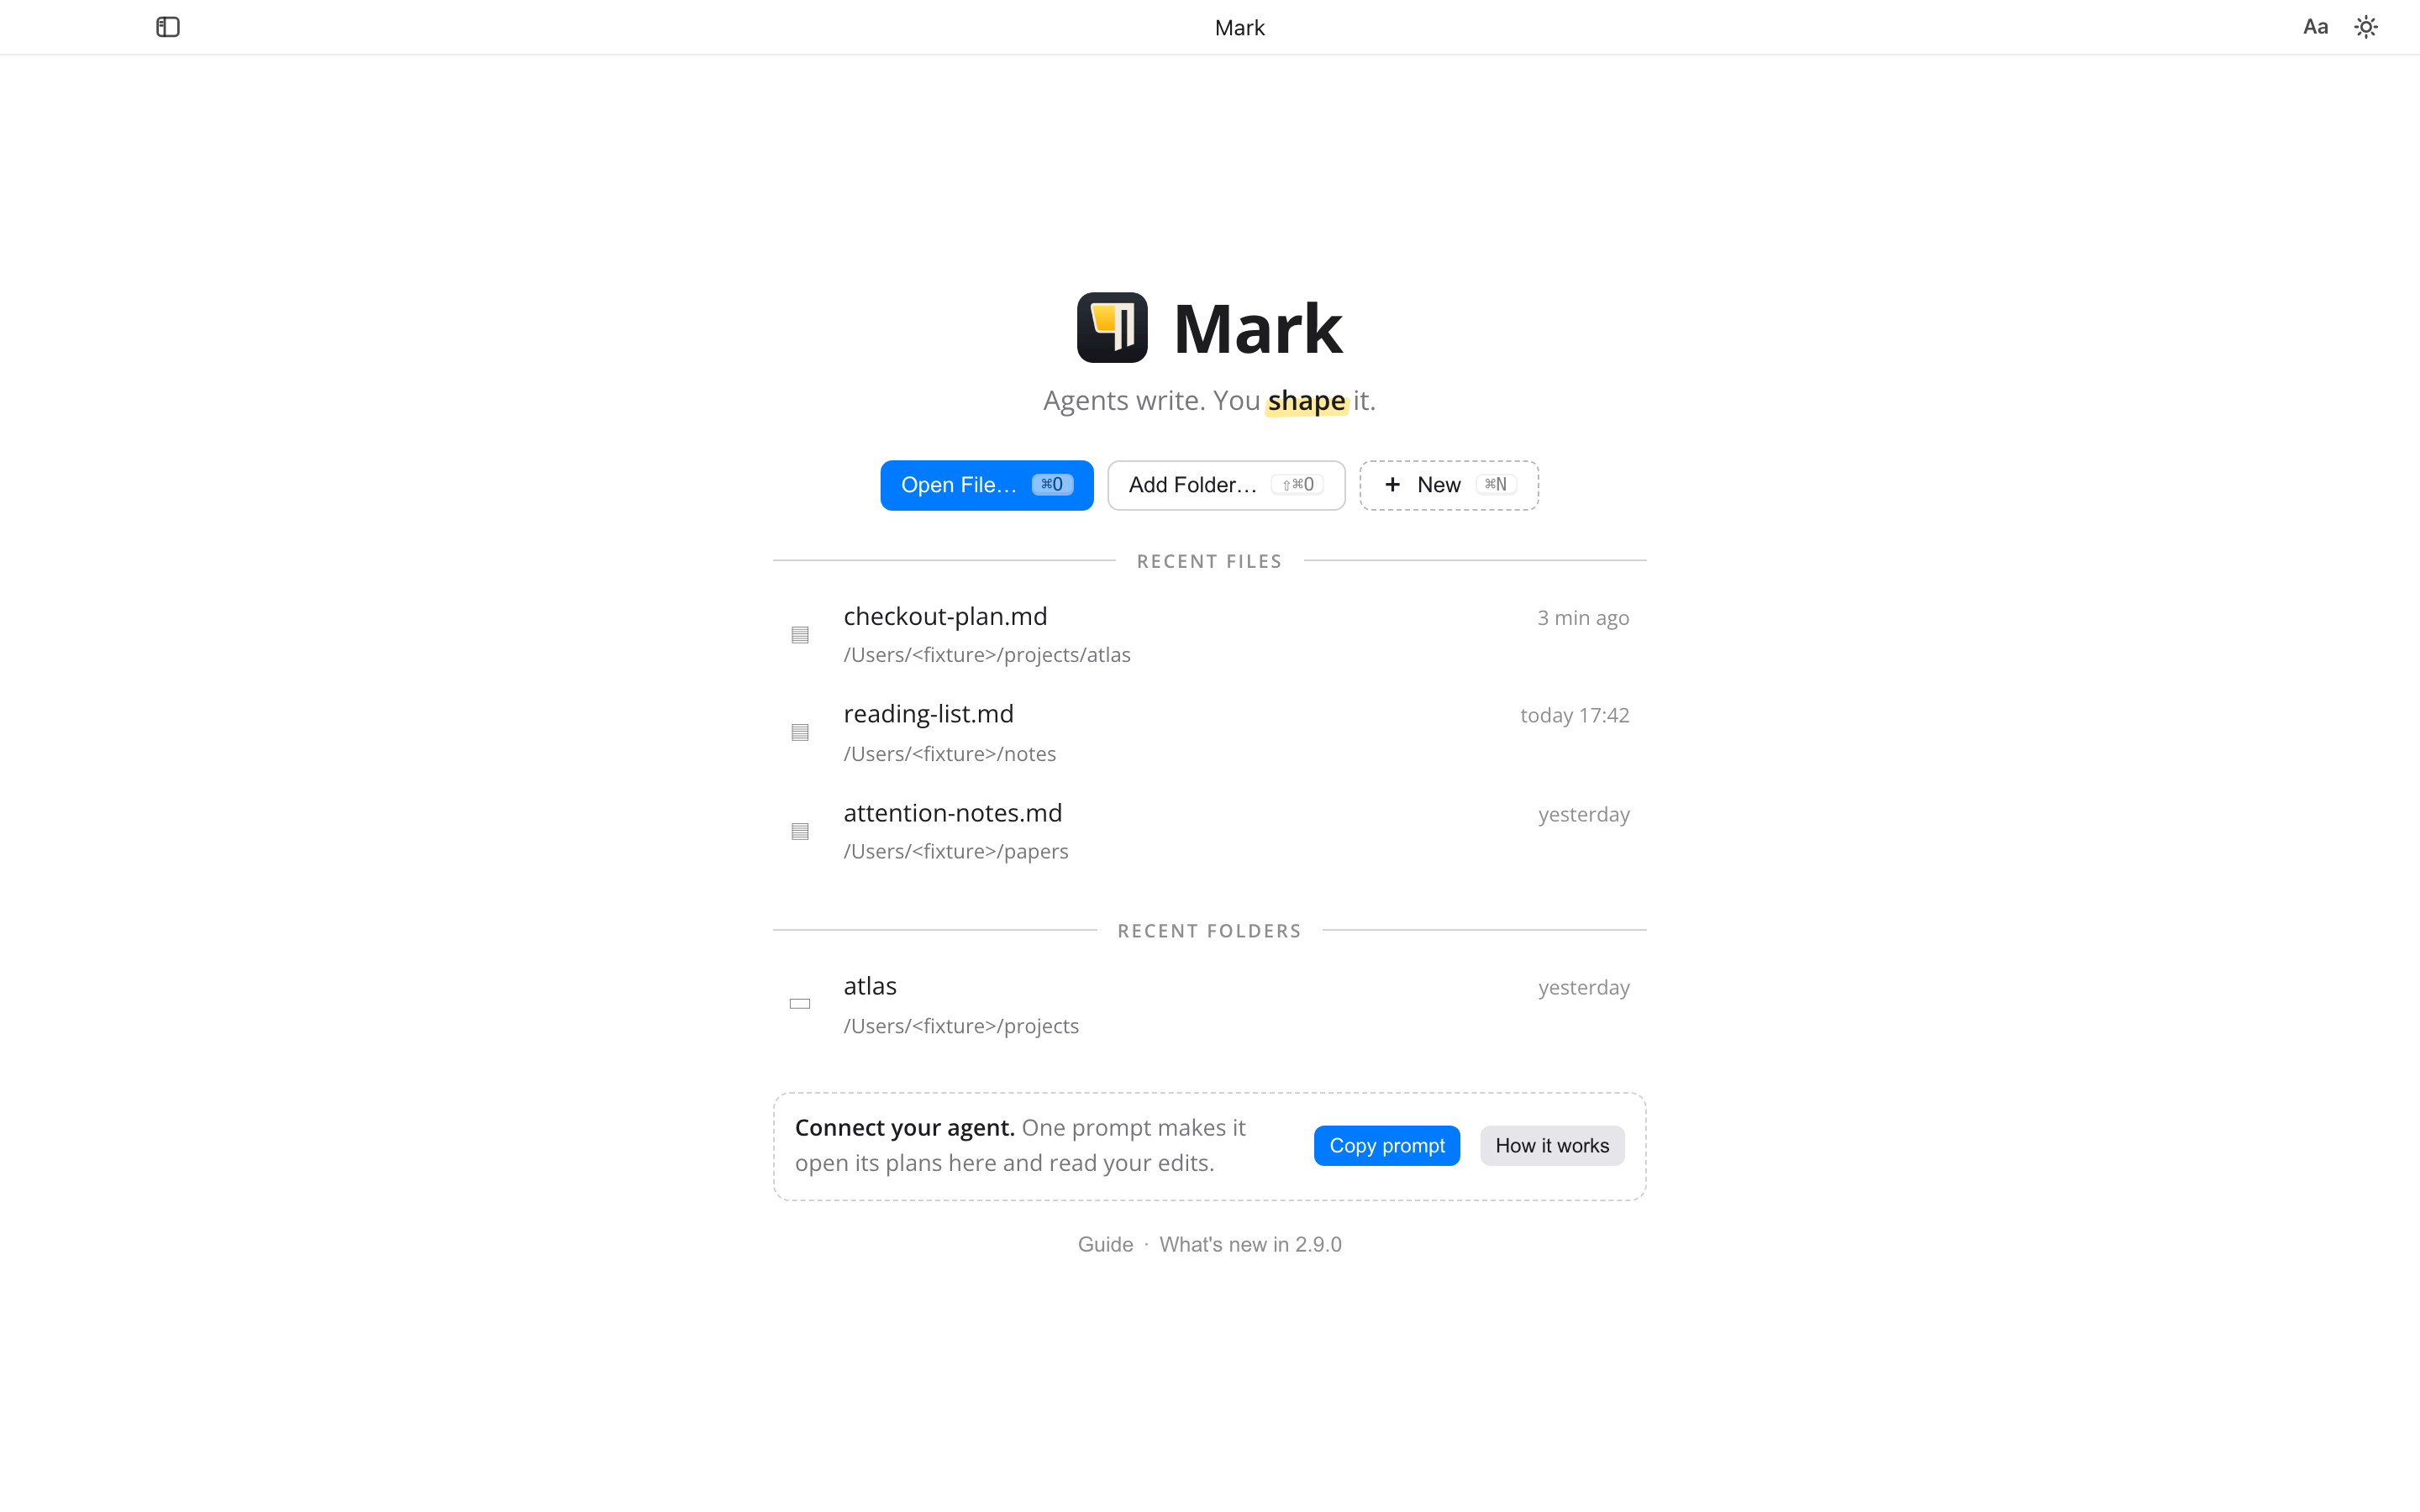 Mark
Aa
Mark
Agents write. You shape it.
Open File… ⌘O
Add Folder… ⇧⌘O
+ New ⌘N
RECENT FILES
checkout-plan.md
3 min ago
/Users/<fixture>/projects/atlas
reading-list.md
today 17:42
/Users/<fixture>/notes
attention-notes.md
yesterday
/Users/<fixture>/papers
RECENT FOLDERS
atlas
yesterday
/Users/<fixture>/projects
Connect your agent. One prompt makes it
open its plans here and read your edits.
Copy prompt
How it works
Guide · What's new in 2.9.0